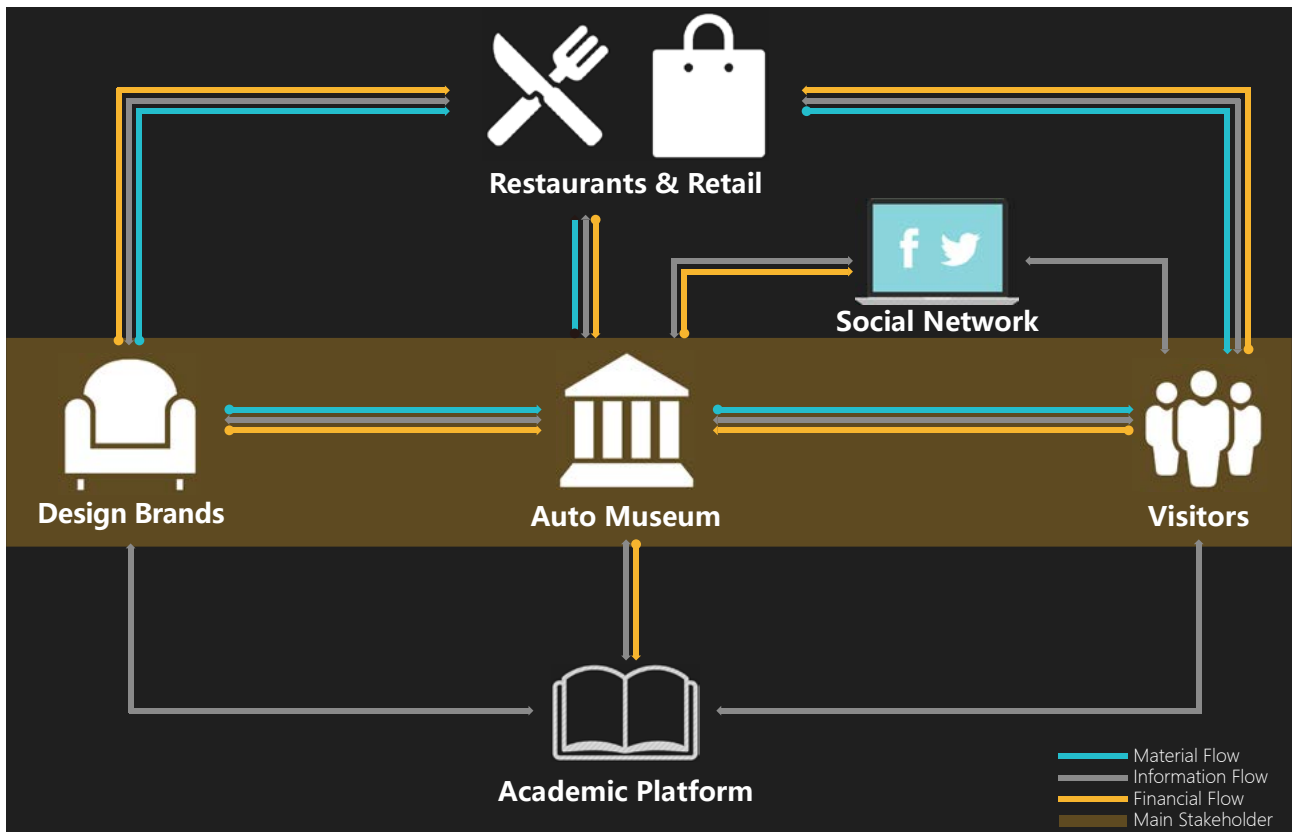 Restaurants & Retail
f
Social Network
Design Brands
Auto Museum
Visitors
Academic Platform
Material Flow
Information Flow
Financial Flow
Main Stakeholder